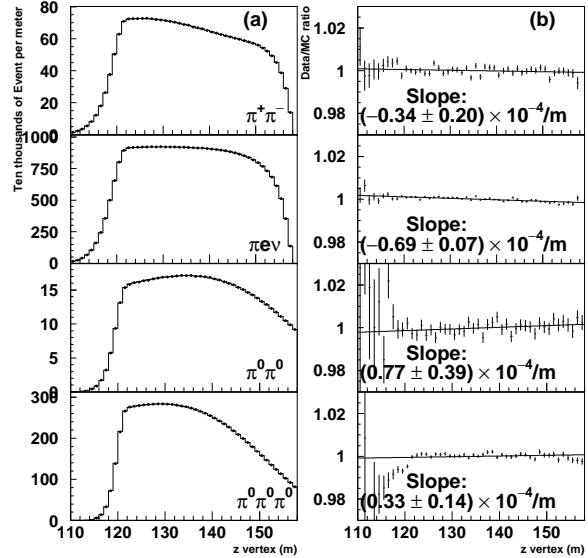 (a)
(b)
Ten thousands of Event per meter
Data/MC ratio
80
60
40
20
0
π⁺π⁻
1.02
1
0.98
Slope:
(−0.34 ± 0.20) × 10⁻⁴/m
1000
750
500
250
0
πeν
1.02
1
0.98
Slope:
(−0.69 ± 0.07) × 10⁻⁴/m
15
10
5
0
π⁰π⁰
1.02
1
0.98
Slope:
(0.77 ± 0.39) × 10⁻⁴/m
300
200
100
0
π⁰π⁰π⁰
1.02
1
0.98
Slope:
(0.33 ± 0.14) × 10⁻⁴/m
110 120 130 140 150
z vertex (m)
110 120 130 140 150
z vertex (m)